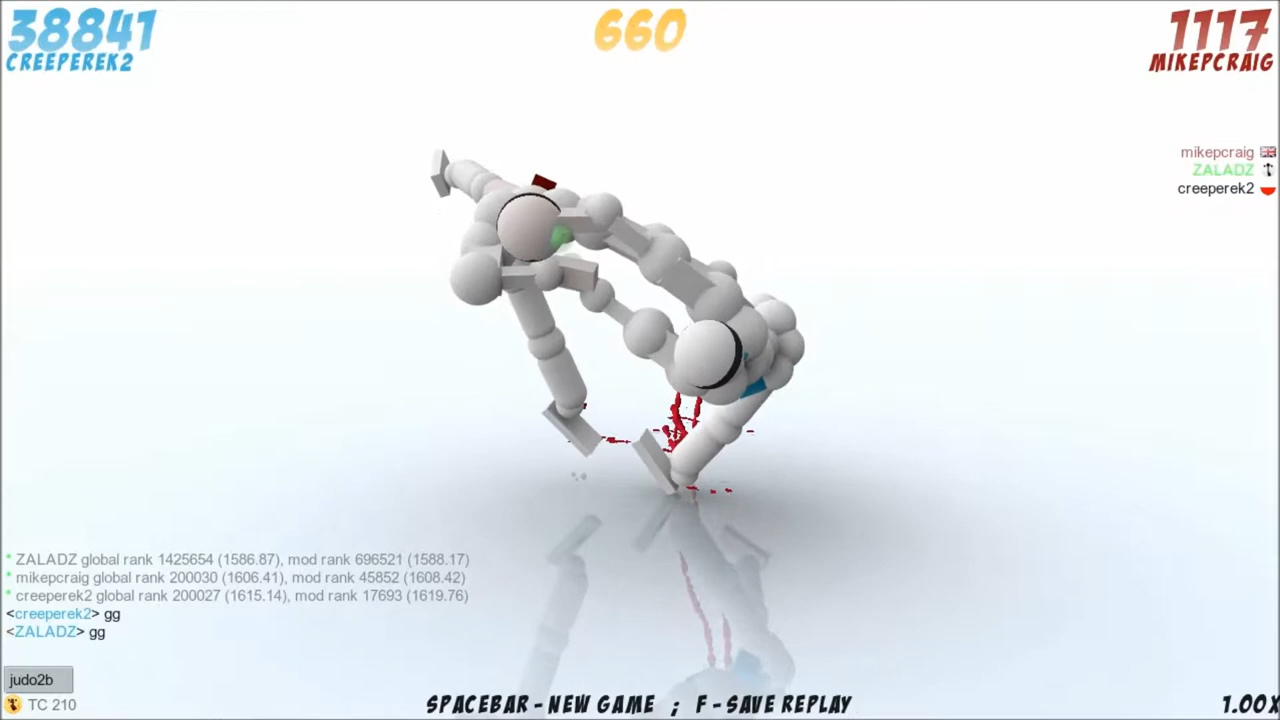 38841
CREEPEREK2
660
1117
MIKEPCRAIG
mikepcraig
ZALADZ
creeperek2
* ZALADZ global rank 1425654 (1586.87), mod rank 696521 (1588.17)
* mikepcraig global rank 200030 (1606.41), mod rank 45852 (1608.42)
* creeperek2 global rank 200027 (1615.14), mod rank 17693 (1619.76)
<creeperek2> gg
<ZALADZ> gg
judo2b
TC 210
SPACEBAR - NEW GAME ; F - SAVE REPLAY
1.00X